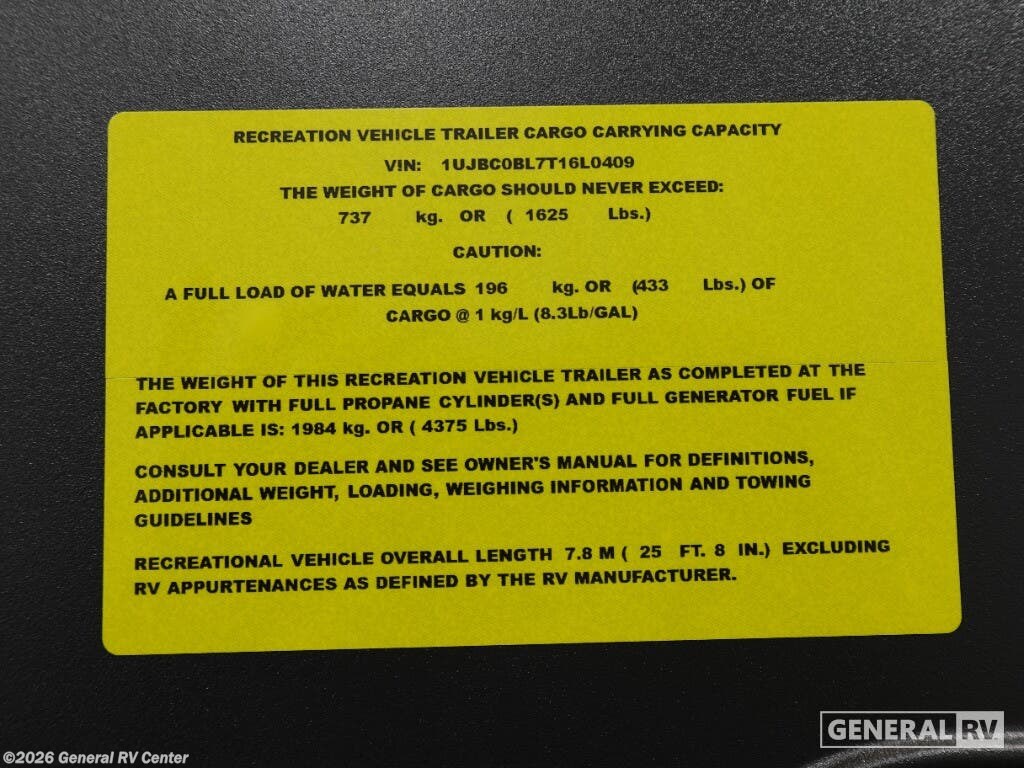 RECREATION VEHICLE TRAILER CARGO CARRYING CAPACITY
VIN: 1UJBC0BL7T16L0409
THE WEIGHT OF CARGO SHOULD NEVER EXCEED:
737 kg. OR ( 1625 Lbs.)
CAUTION:
A FULL LOAD OF WATER EQUALS 196 kg. OR (433 Lbs.) OF
CARGO @ 1 kg/L (8.3Lb/GAL)
THE WEIGHT OF THIS RECREATION VEHICLE TRAILER AS COMPLETED AT THE
FACTORY WITH FULL PROPANE CYLINDER(S) AND FULL GENERATOR FUEL IF
APPLICABLE IS: 1984 kg. OR ( 4375 Lbs.)
CONSULT YOUR DEALER AND SEE OWNER'S MANUAL FOR DEFINITIONS,
ADDITIONAL WEIGHT, LOADING, WEIGHING INFORMATION AND TOWING
GUIDELINES
RECREATIONAL VEHICLE OVERALL LENGTH 7.8 M ( 25 FT. 8 IN.) EXCLUDING
RV APPURTENANCES AS DEFINED BY THE RV MANUFACTURER.
GENERAL RV
©2026 General RV Center